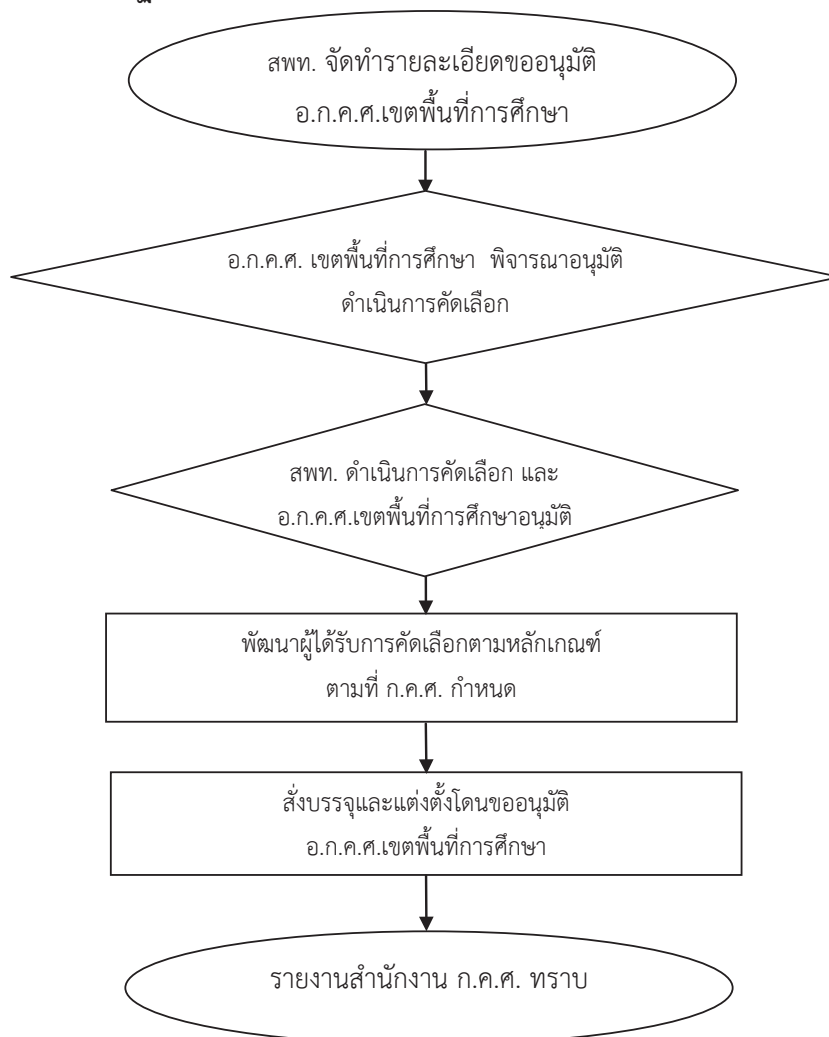 สพท. จัดทำรายละเอียดขออนุมัติ
อ.ก.ค.ศ.เขตพื้นที่การศึกษา
อ.ก.ค.ศ. เขตพื้นที่การศึกษา พิจารณาอนุมัติ
ดำเนินการคัดเลือก
สพท. ดำเนินการคัดเลือก และ
อ.ก.ค.ศ.เขตพื้นที่การศึกษาอนุมัติ
พัฒนาผู้ได้รับการคัดเลือกตามหลักเกณฑ์
ตามที่ ก.ค.ศ. กำหนด
สั่งบรรจุและแต่งตั้งโดนขออนุมัติ
อ.ก.ค.ศ.เขตพื้นที่การศึกษา
รายงานสำนักงาน ก.ค.ศ. ทราบ